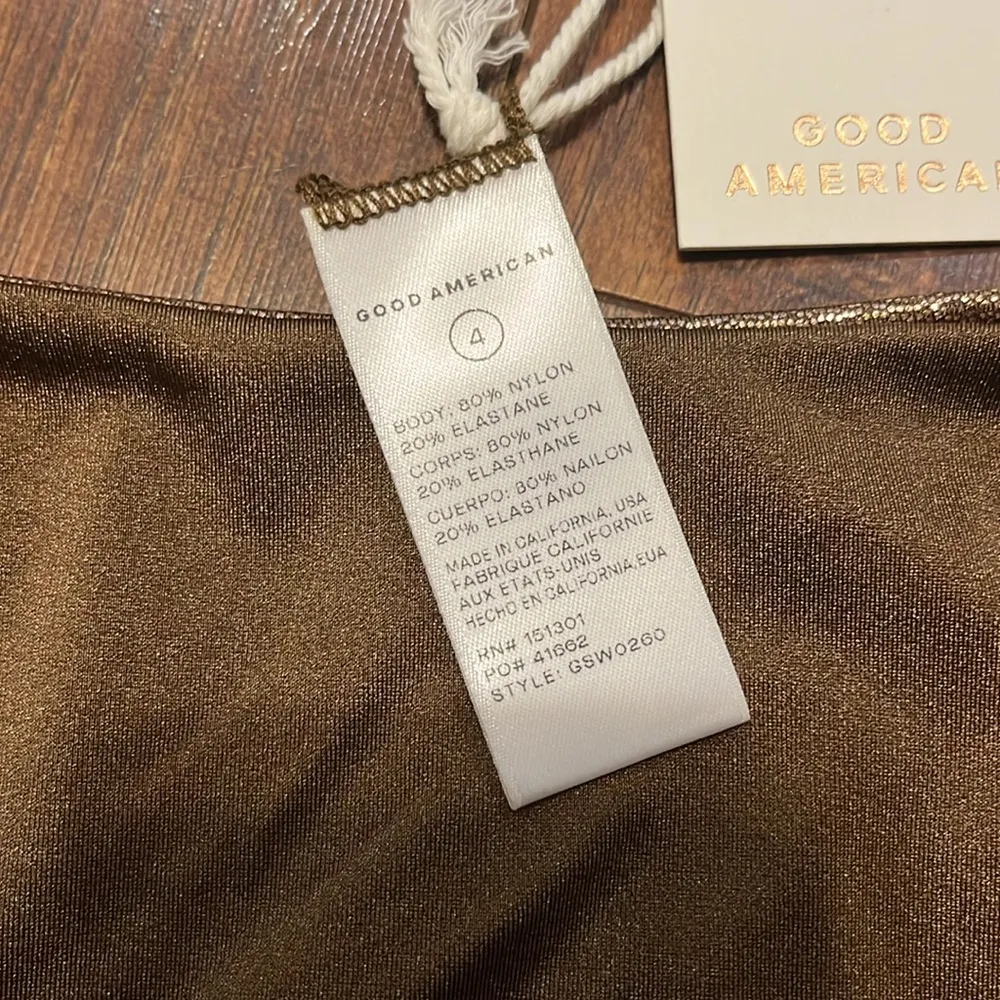 GOOD
AMERICA
GOOD AMERICAN
4
BODY: 80% NYLON
20% ELASTANE
CORPS: 80% NYLON
20% ELASTHANE
CUERPO: 80% NAILON
20% ELASTANO
MADE IN CALIFORNIA, USA
FABRIQUE CALIFORNIE
AUX ETATS-UNIS
HECHO EN CALIFORNIA, EUA
RN# 151301
PO# 41662
STYLE: GSW0260